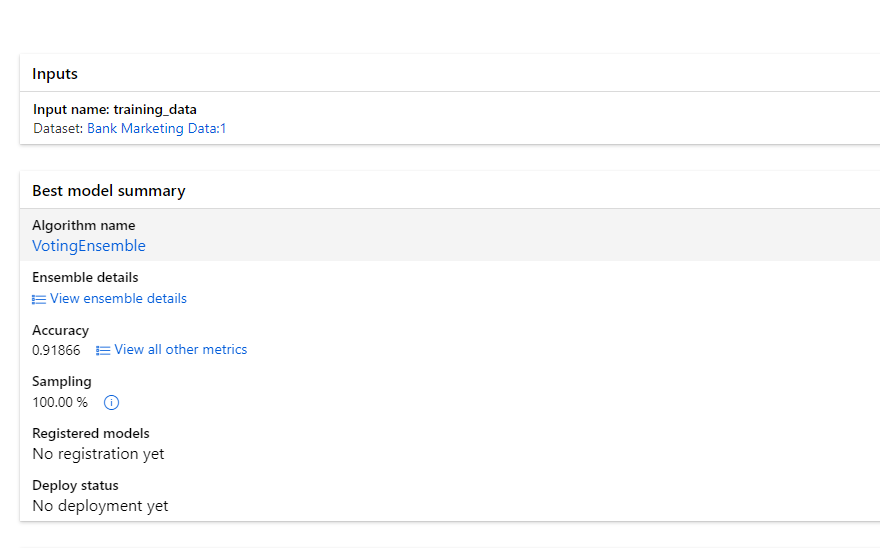 Inputs
Input name: training_data
Dataset: Bank Marketing Data:1
Best model summary
Algorithm name
VotingEnsemble
Ensemble details
View ensemble details
Accuracy
0.91866 View all other metrics
Sampling
100.00 %
Registered models
No registration yet
Deploy status
No deployment yet